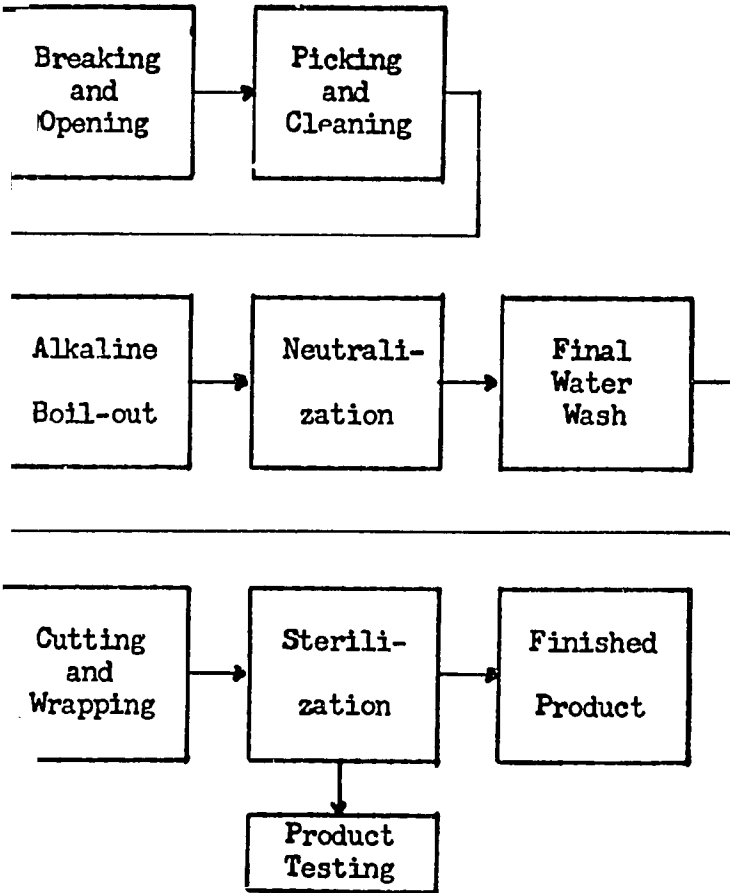 Breaking
and
Opening
Picking
and
Cleaning
Alkaline
Boil-out
Neutrali-
zation
Final
Water
Wash
Cutting
and
Wrapping
Sterili-
zation
Finished
Product
Product
Testing